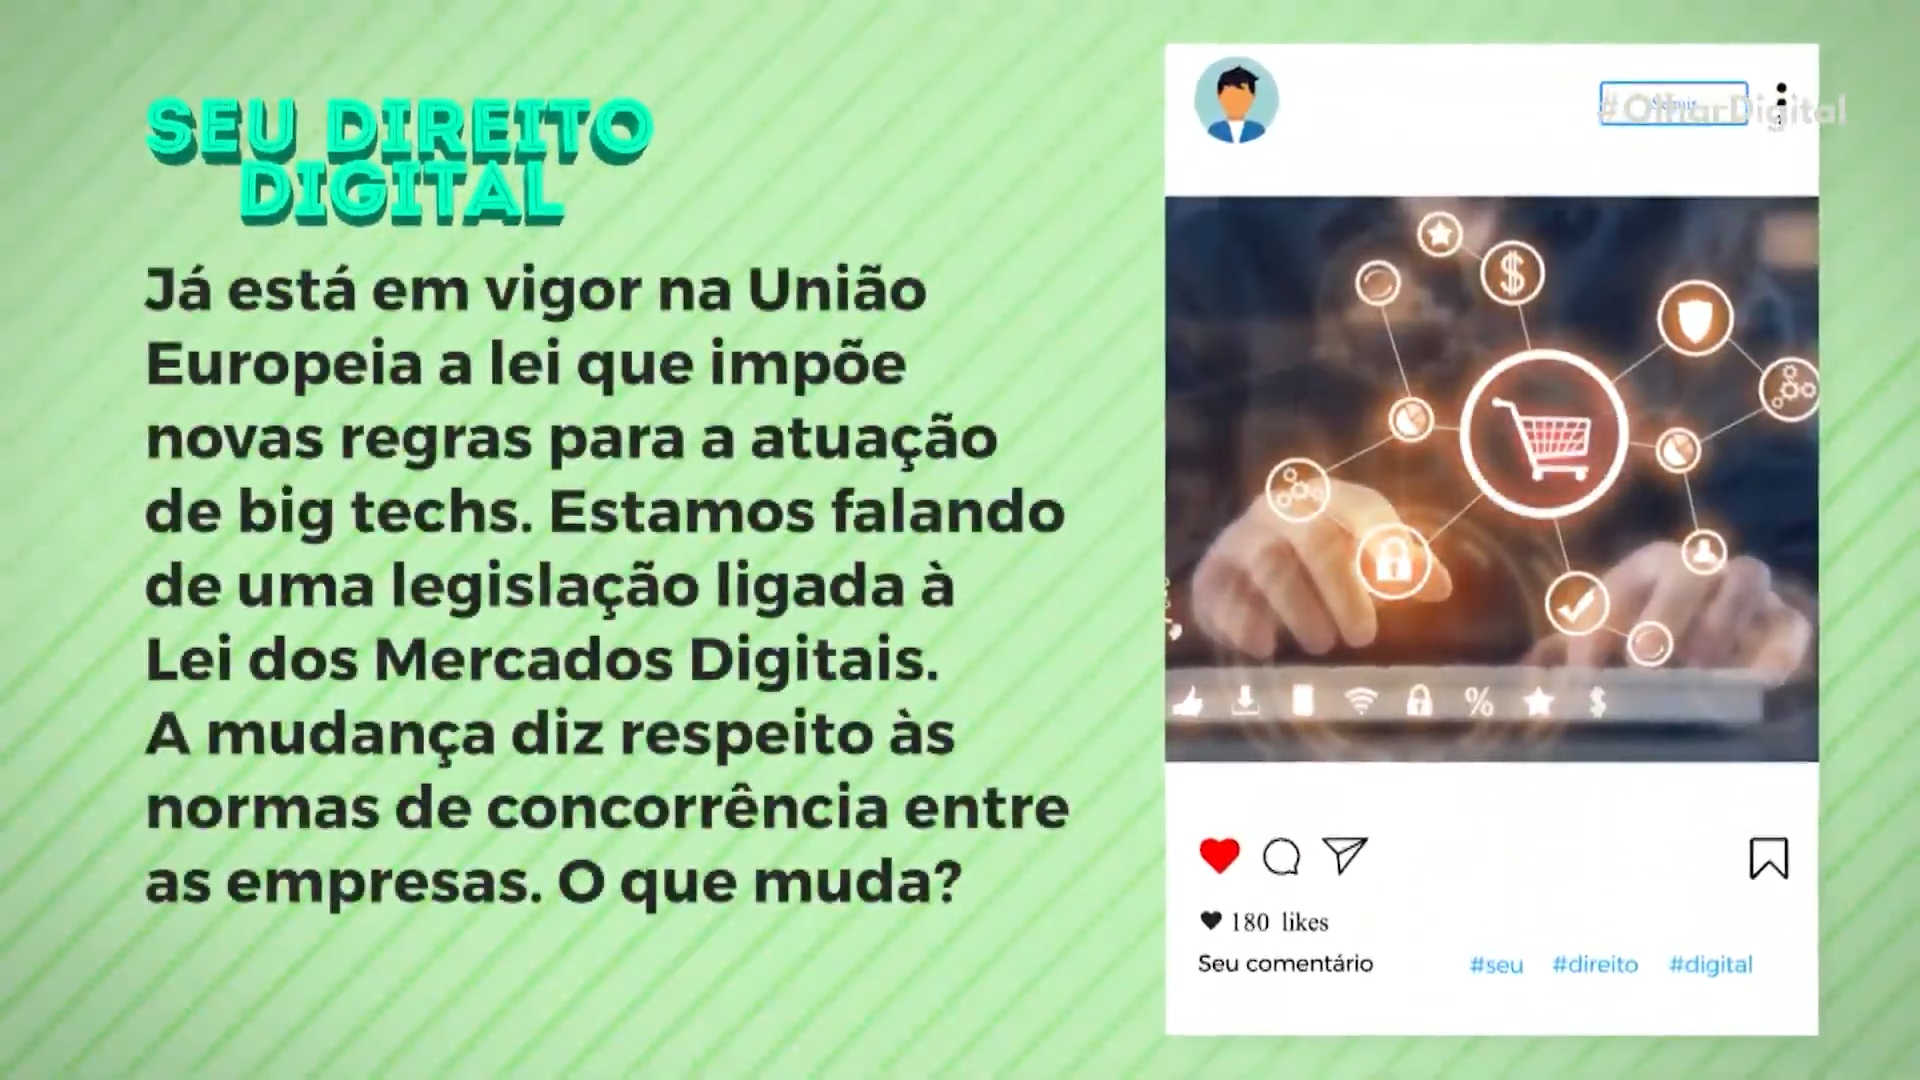 SEU DIREITO
DIGITAL
Já está em vigor na União
Europeia a lei que impõe
novas regras para a atuação
de big techs. Estamos falando
de uma legislação ligada à
Lei dos Mercados Digitais.
A mudança diz respeito às
normas de concorrência entre
as empresas. O que muda?
#OlharDigital
180 likes
Seu comentário #seu #direito #digital